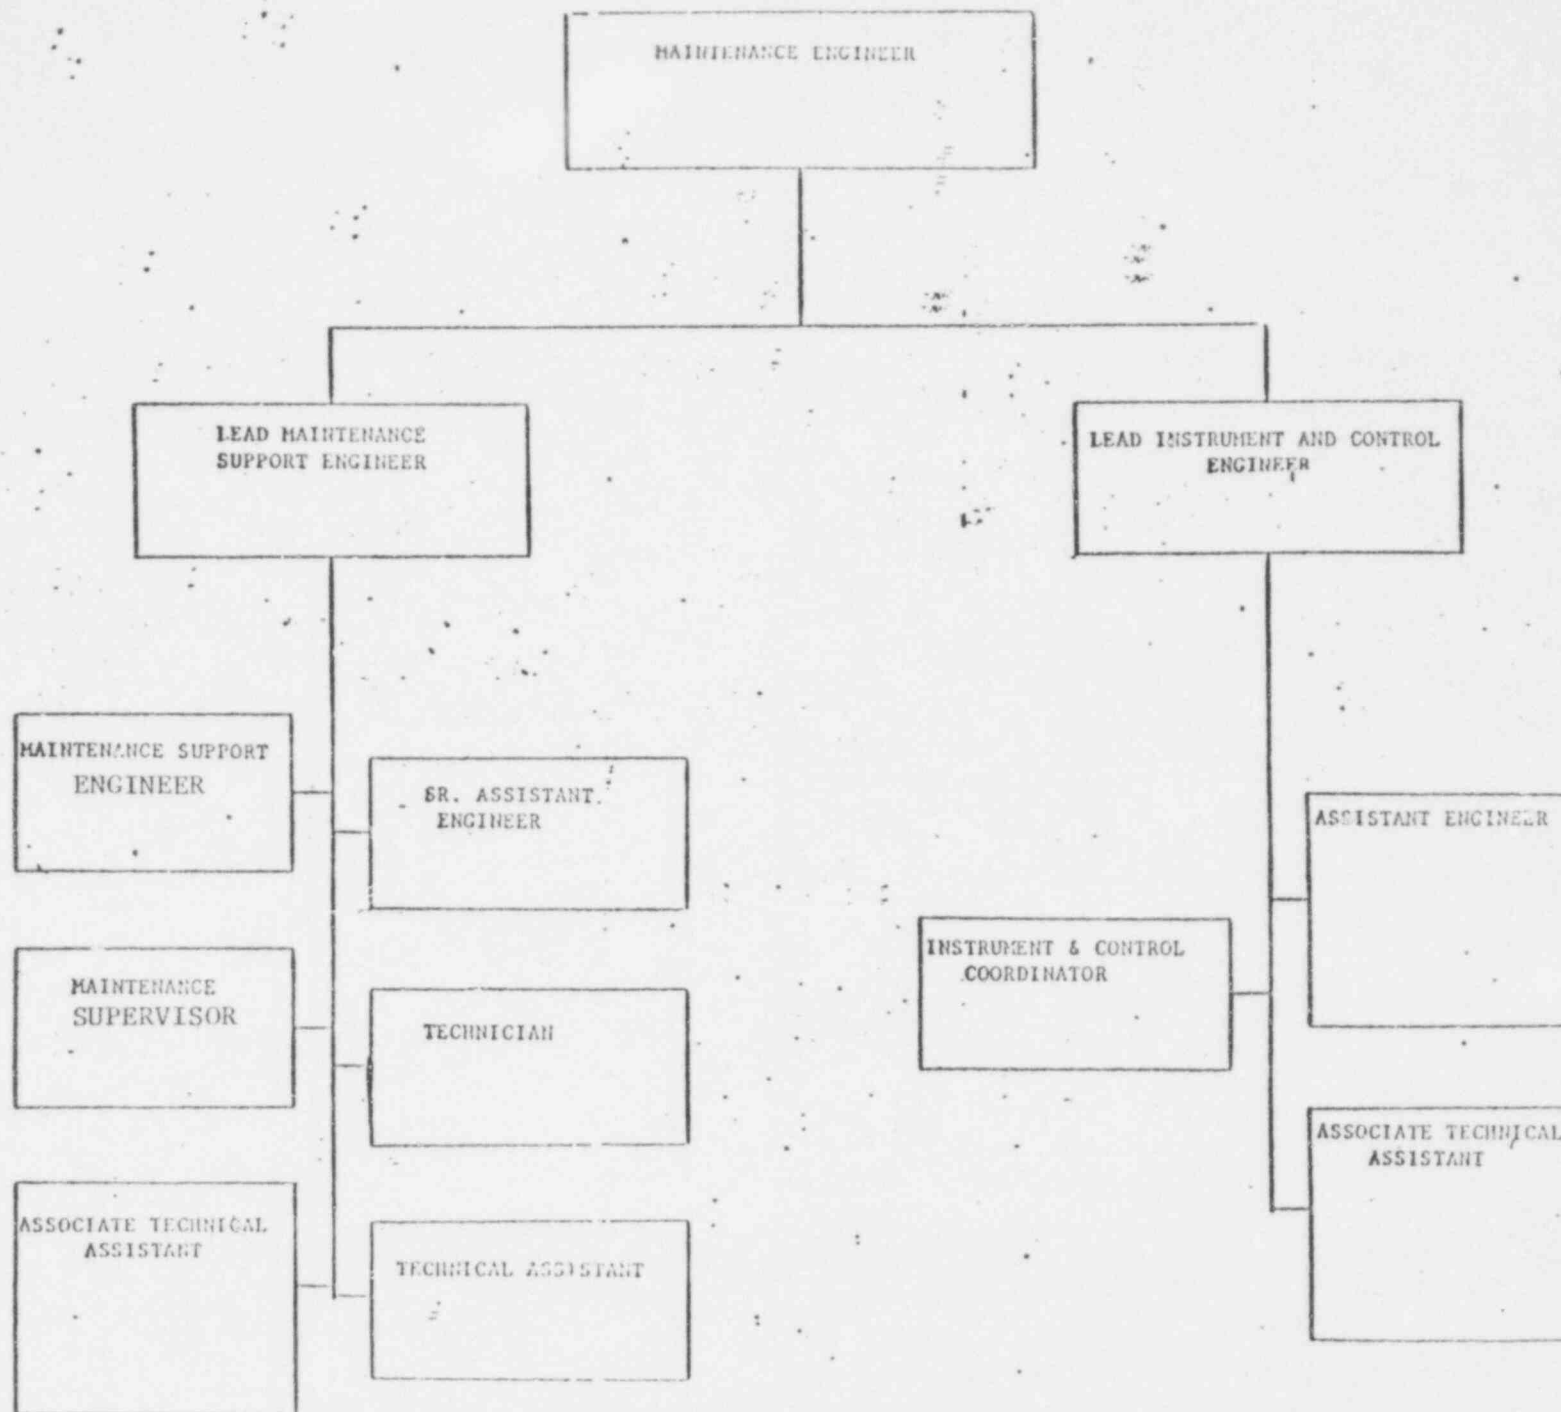 MAINTENANCE ENGINEER
LEAD MAINTENANCE
SUPPORT ENGINEER
LEAD INSTRUMENT AND CONTROL
ENGINEER
MAINTENANCE SUPPORT
ENGINEER
SR. ASSISTANT
ENGINEER
MAINTENANCE
SUPERVISOR
TECHNICIAN
ASSOCIATE TECHNICAL
ASSISTANT
TECHNICAL ASSISTANT
INSTRUMENT & CONTROL
COORDINATOR
ASSISTANT ENGINEER
ASSOCIATE TECHNICAL
ASSISTANT